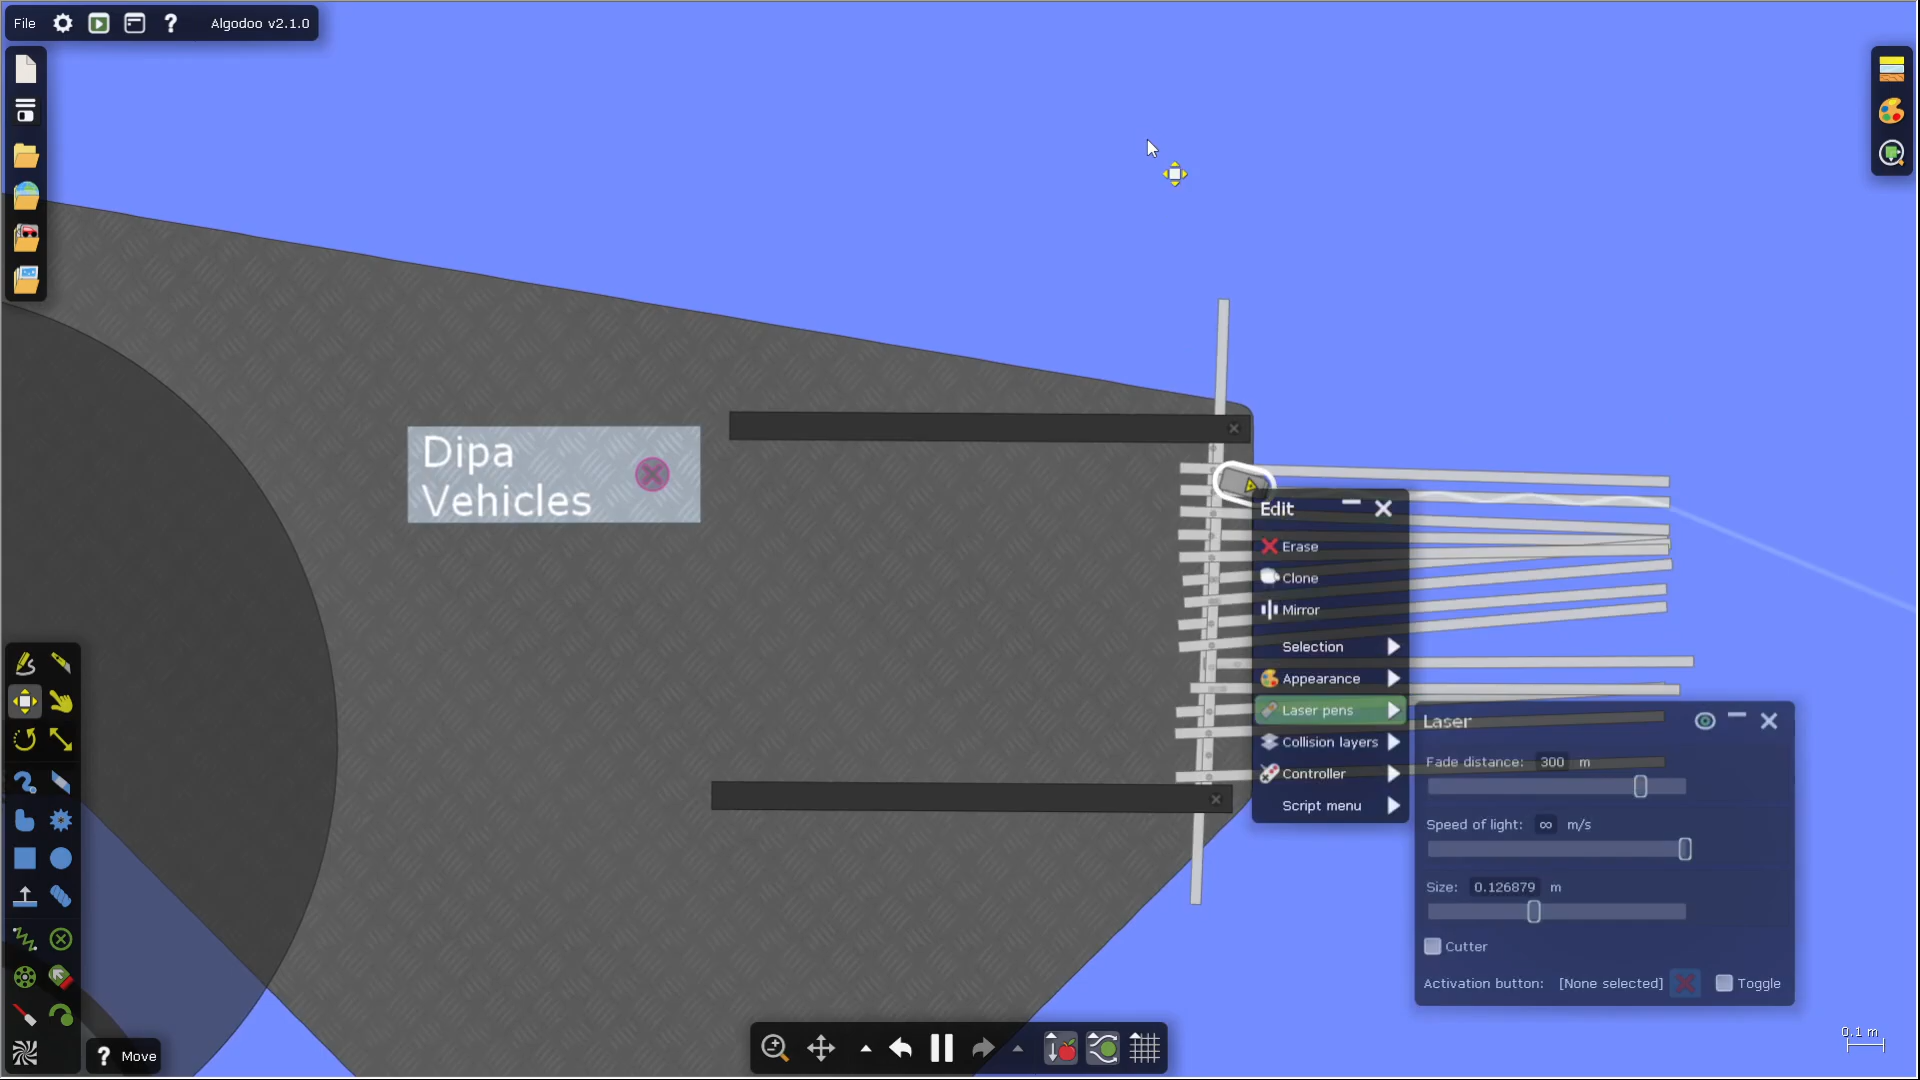 File
Algodoo v2.1.0
Dipa
Vehicles
Edit
Erase
Clone
Mirror
Selection
Appearance
Laser pens
Collision layers
Controller
Script menu
Laser
Fade distance: 300 m
Speed of light: ∞ m/s
Size: 0.126879 m
Cutter
Activation button: [None selected] Toggle
? Move
0.1 m